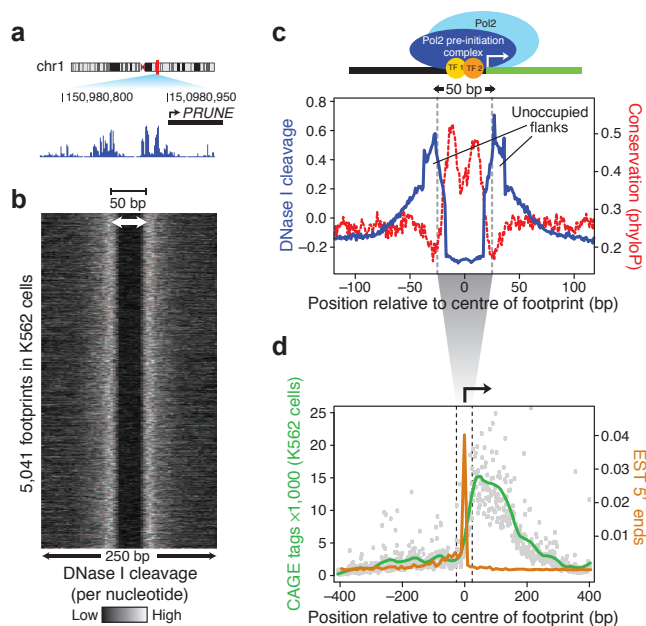 a
chr1
150,980,800
15,0980,950
PRUNE
b
50 bp
5,041 footprints in K562 cells
250 bp
DNase I cleavage
(per nucleotide)
Low
High
c
Pol2
Pol2 pre-initiation
complex
TF 1
TF 2
50 bp
Unoccupied
flanks
DNase I cleavage
0.8
0.6
0.4
0.2
0.0
−0.2
Conservation
(phyloP)
0.5
0.4
0.3
0.2
−100
−50
0
50
100
Position relative to centre of footprint (bp)
d
CAGE tags ×1,000 (K562 cells)
25
20
15
10
5
0
EST 5′ ends
0.04
0.03
0.02
0.01
−400
−200
0
200
400
Position relative to centre of footprint (bp)